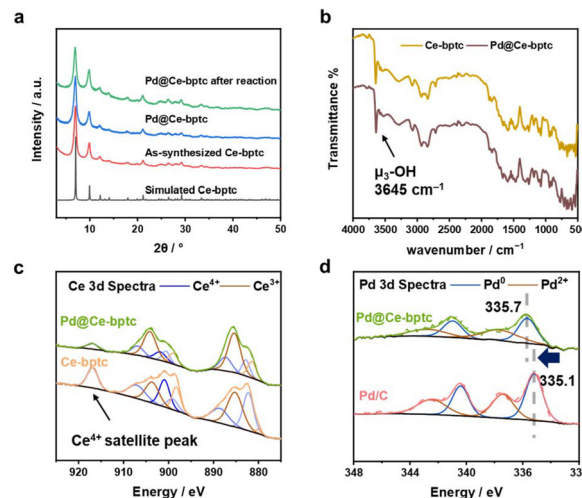 a
Intensity / a.u.
Pd@Ce-bptc after reaction
Pd@Ce-bptc
As-synthesized Ce-bptc
Simulated Ce-bptc
10 20 30 40 50
2θ / °
b
Transmittance %
Ce-bptc Pd@Ce-bptc
μ₃-OH
3645 cm⁻¹
4000 3500 3000 2500 2000 1500 1000 500
wavenumber / cm⁻¹
c
Ce 3d Spectra Ce⁴⁺ Ce³⁺
Pd@Ce-bptc
Ce-bptc
Ce⁴⁺ satellite peak
920 910 900 890 880
Energy / eV
d
Pd 3d Spectra Pd⁰ Pd²⁺
335.7
Pd@Ce-bptc
335.1
Pd/C
348 344 340 336 33
Energy / eV